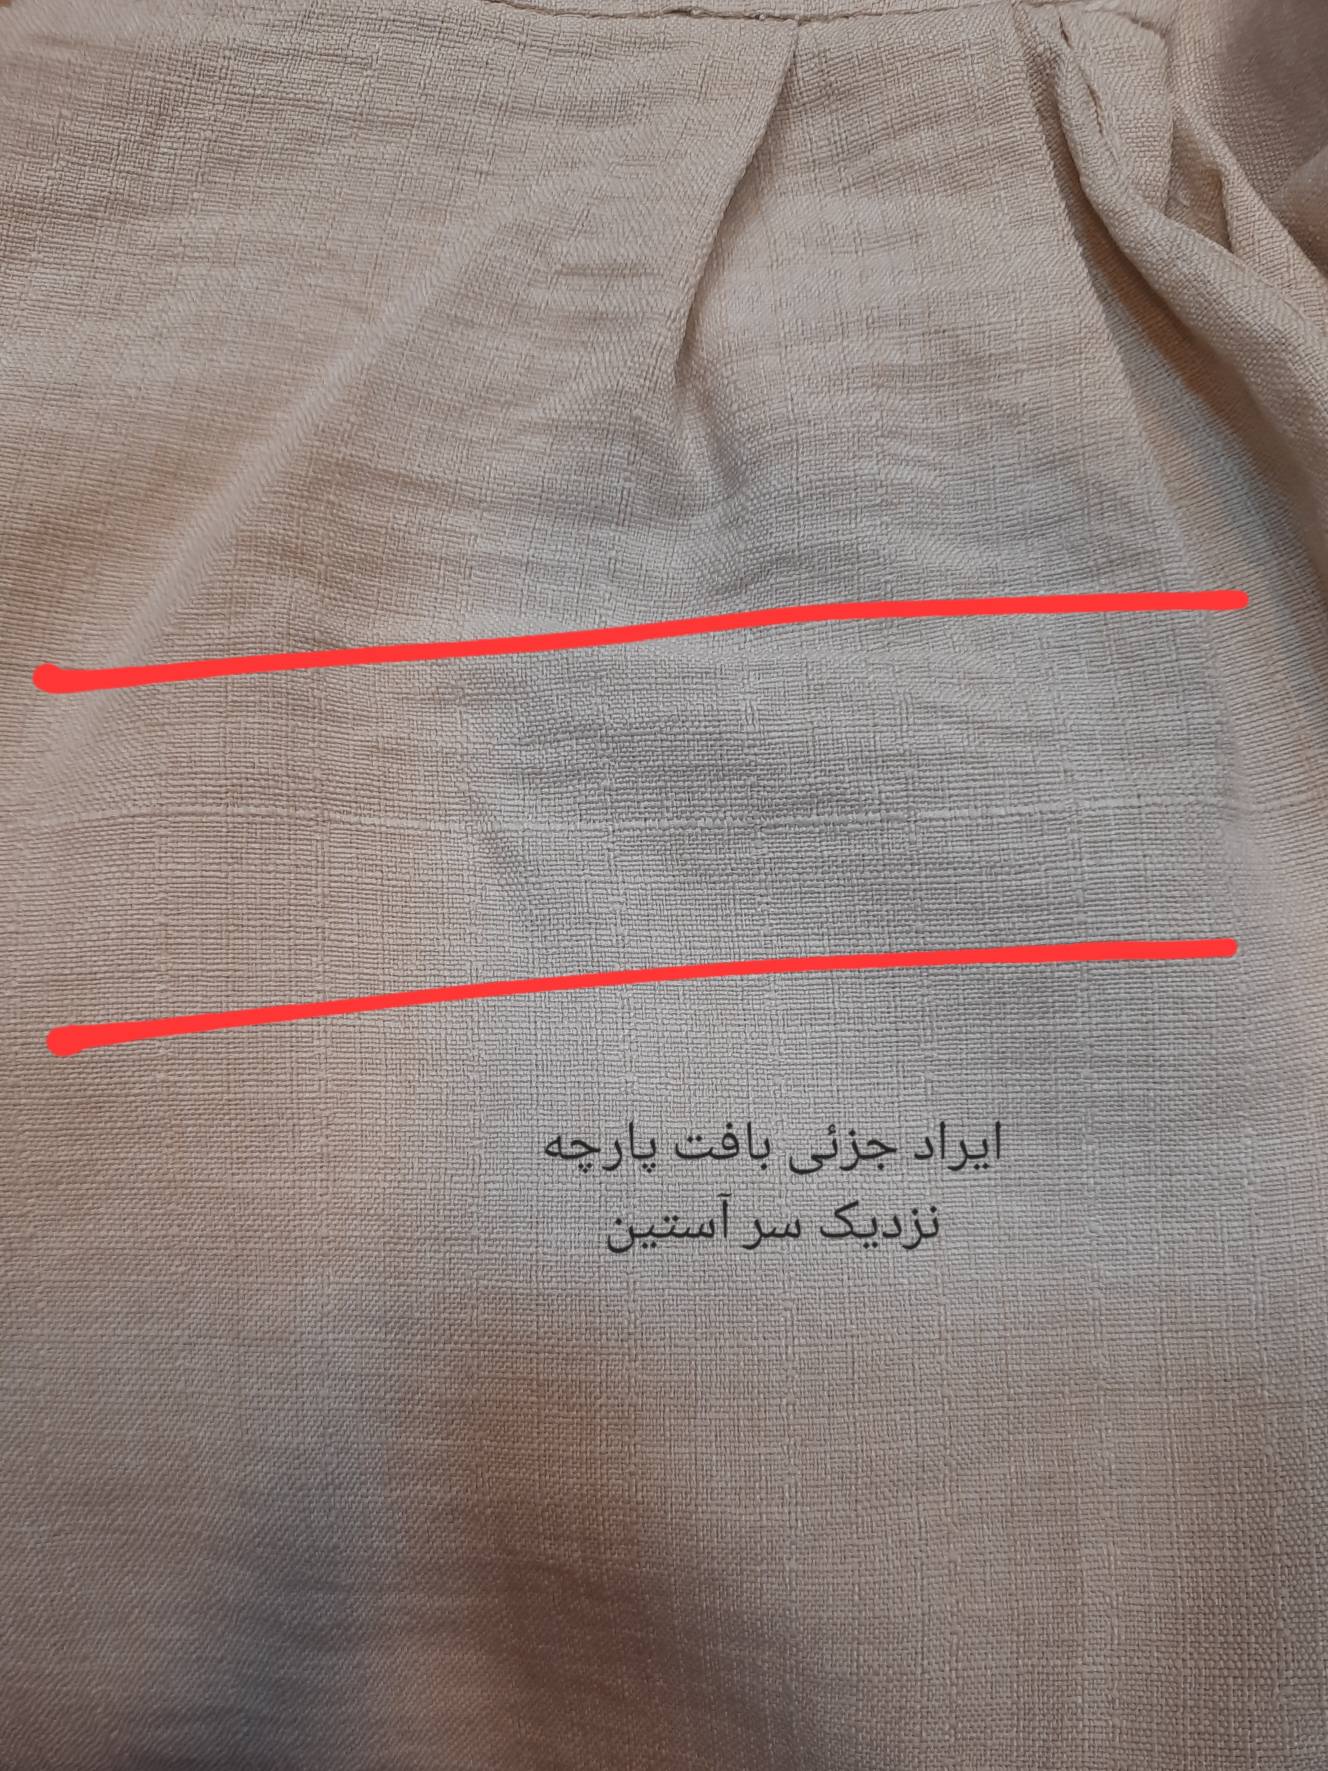 ایراد جزئی بافت پارچه
نزدیک سر آستین